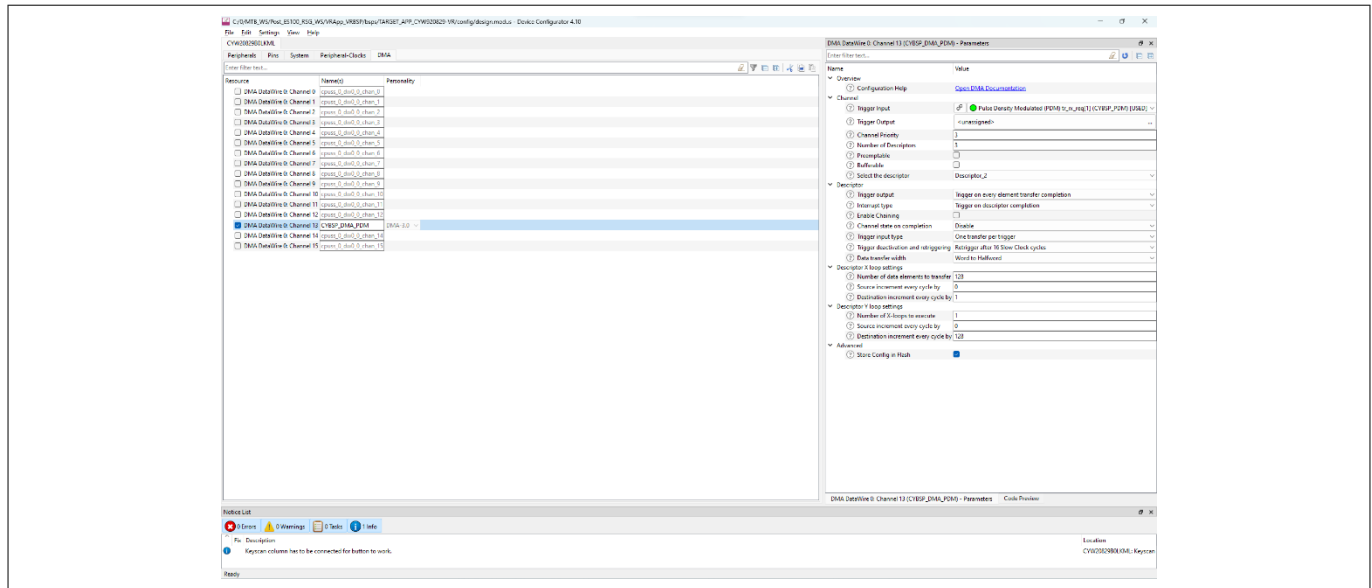 C:/0/MTB_WS/Post_ES100_RSG_WS/VRApp_VRBSP/bsps/TARGET_APP_CYW920829-VR/config/design.modus - Device Configurator 4.10
File Edit Settings View Help
CYW20829B0LKML
Peripherals Pins System Peripheral-Clocks DMA
Enter filter text...
Resource Name(s) Personality
DMA DataWire 0: Channel 0 cpuss_0_dw0_0_chan_0
DMA DataWire 0: Channel 1 cpuss_0_dw0_0_chan_1
DMA DataWire 0: Channel 2 cpuss_0_dw0_0_chan_2
DMA DataWire 0: Channel 3 cpuss_0_dw0_0_chan_3
DMA DataWire 0: Channel 4 cpuss_0_dw0_0_chan_4
DMA DataWire 0: Channel 5 cpuss_0_dw0_0_chan_5
DMA DataWire 0: Channel 6 cpuss_0_dw0_0_chan_6
DMA DataWire 0: Channel 7 cpuss_0_dw0_0_chan_7
DMA DataWire 0: Channel 8 cpuss_0_dw0_0_chan_8
DMA DataWire 0: Channel 9 cpuss_0_dw0_0_chan_9
DMA DataWire 0: Channel 10 cpuss_0_dw0_0_chan_10
DMA DataWire 0: Channel 11 cpuss_0_dw0_0_chan_11
DMA DataWire 0: Channel 12 cpuss_0_dw0_0_chan_12
DMA DataWire 0: Channel 13 CYBSP_DMA_PDM DMA-3.0
DMA DataWire 0: Channel 14 cpuss_0_dw0_0_chan_14
DMA DataWire 0: Channel 15 cpuss_0_dw0_0_chan_15
DMA DataWire 0: Channel 13 (CYBSP_DMA_PDM) - Parameters
Enter filter text...
Name Value
Overview
Configuration Help Open DMA Documentation
Channel
Trigger Input Pulse Density Modulated (PDM) tr_rx_req[1] (CYBSP_PDM) [USED]
Trigger Output <unassigned> ...
Channel Priority 3
Number of Descriptors 3
Preemptable
Bufferable
Select the descriptor Descriptor_2
Descriptor
Trigger output Trigger on every element transfer completion
Interrupt type Trigger on descriptor completion
Enable Chaining
Channel state on completion Disable
Trigger input type One transfer per trigger
Trigger deactivation and retriggering Retrigger after 16 Slow Clock cycles
Data transfer width Word to Halfword
Descriptor X loop settings
Number of data elements to transfer 128
Source increment every cycle by 0
Destination increment every cycle by 1
Descriptor Y loop settings
Number of X-loops to execute 1
Source increment every cycle by 0
Destination increment every cycle by 128
Advanced
Store Config in Flash
DMA DataWire 0: Channel 13 (CYBSP_DMA_PDM) - Parameters Code Preview
Notice List
0 Errors 0 Warnings 0 Tasks 1 Info
Fix Description Location
Keyscan column has to be connected for button to work. CYW20829B0LKML: Keyscan
Ready